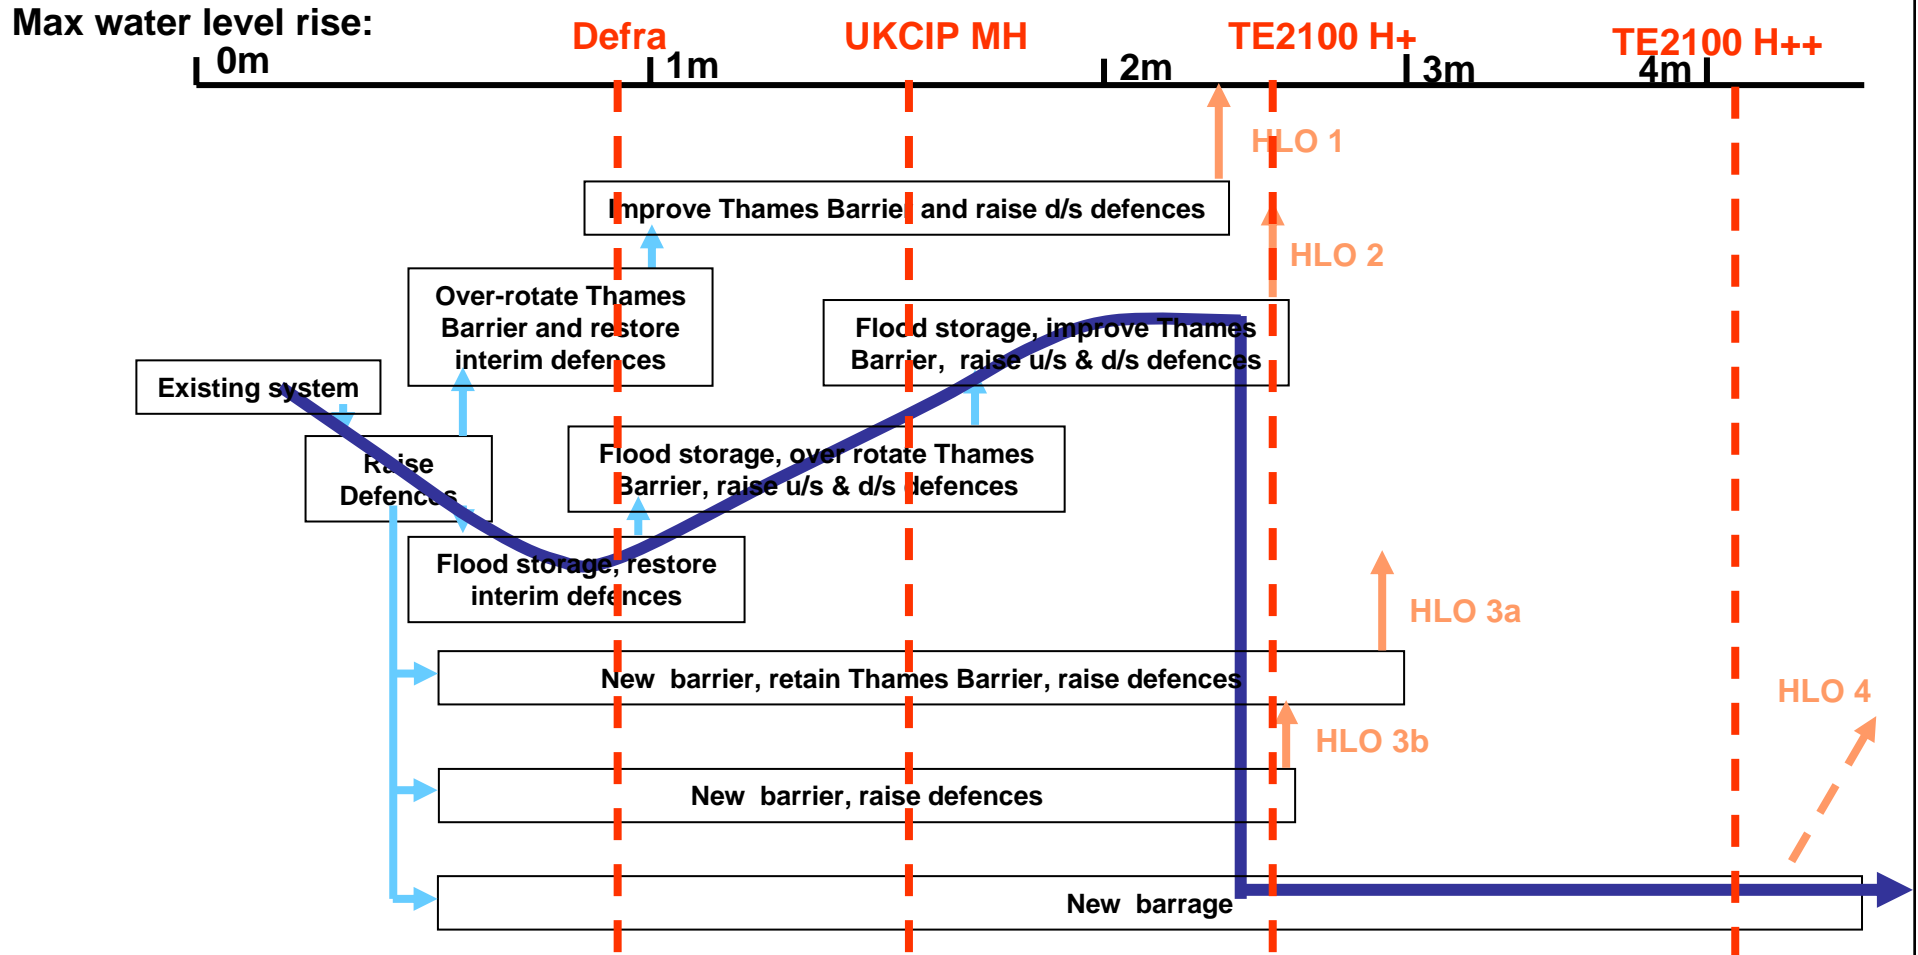 Max water level rise:
Defra
UKCIP MH
TE2100 H+
TE2100 H++
0m
1m
2m
3m
4m
HLO 1
Improve Thames Barrier and raise d/s defences
HLO 2
Over-rotate Thames
Barrier and restore
interim defences
Flood storage, improve Thames
Barrier, raise u/s & d/s defences
Existing system
Raise
Defences
Flood storage, over rotate Thames
Barrier, raise u/s & d/s defences
Flood storage, restore
interim defences
HLO 3a
New barrier, retain Thames Barrier, raise defences
HLO 4
HLO 3b
New barrier, raise defences
New barrage